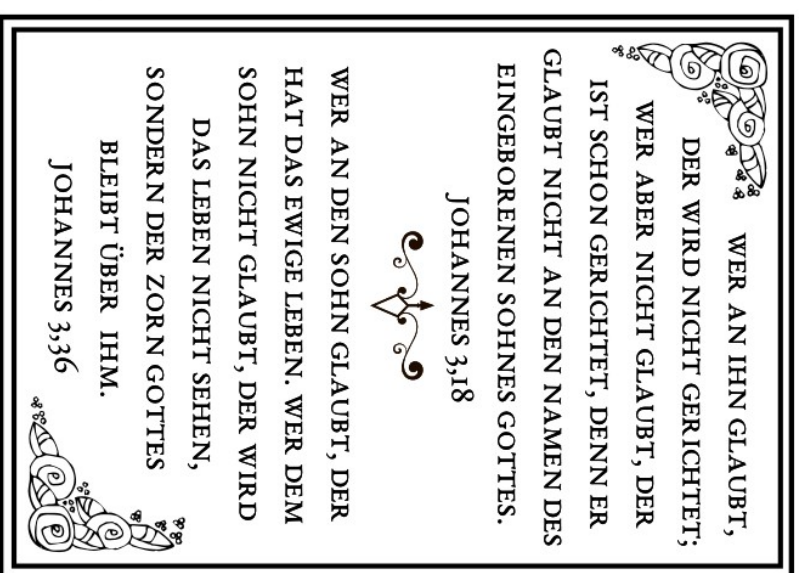 WER AN IHN GLAUBT,
DER WIRD NICHT GERICHTET;
WER ABER NICHT GLAUBT, DER
IST SCHON GERICHTET, DENN ER
GLAUBT NICHT AN DEN NAMEN DES
EINGEBORENEN SOHNES GOTTES.
JOHANNES 3,18
WER AN DEN SOHN GLAUBT, DER
HAT DAS EWIGE LEBEN. WER DEM
SOHN NICHT GLAUBT, DER WIRD
DAS LEBEN NICHT SEHEN,
SONDERN DER ZORN GOTTES
BLEIBT ÜBER IHM.
JOHANNES 3,36